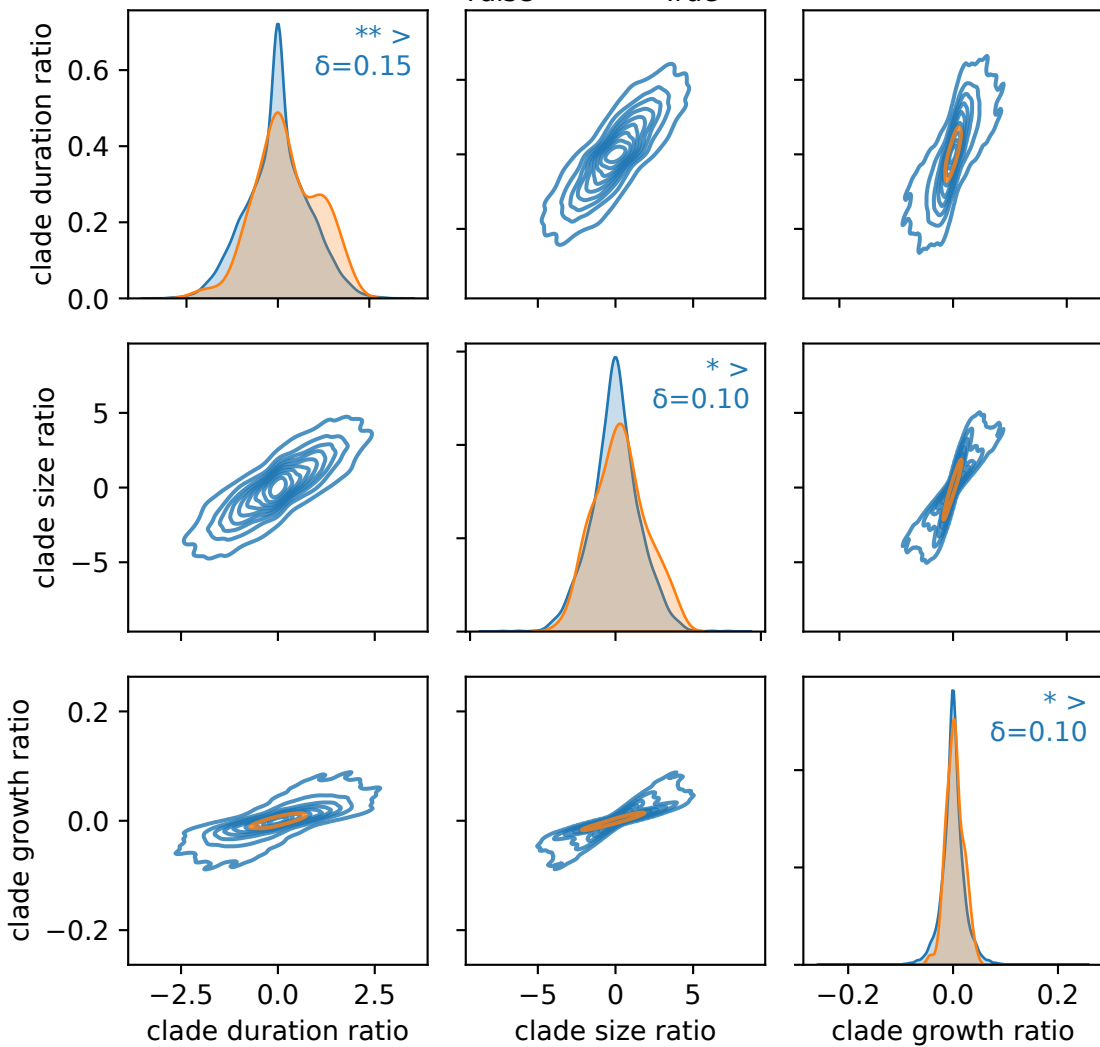 clade duration ratio
0.6
0.4
0.2
0.0
** >
δ=0.15
clade size ratio
5
0
−5
* >
δ=0.10
clade growth ratio
0.2
0.0
−0.2
* >
δ=0.10
−2.5 0.0 2.5
−5 0 5
−0.2 0.0 0.2
clade duration ratio
clade size ratio
clade growth ratio